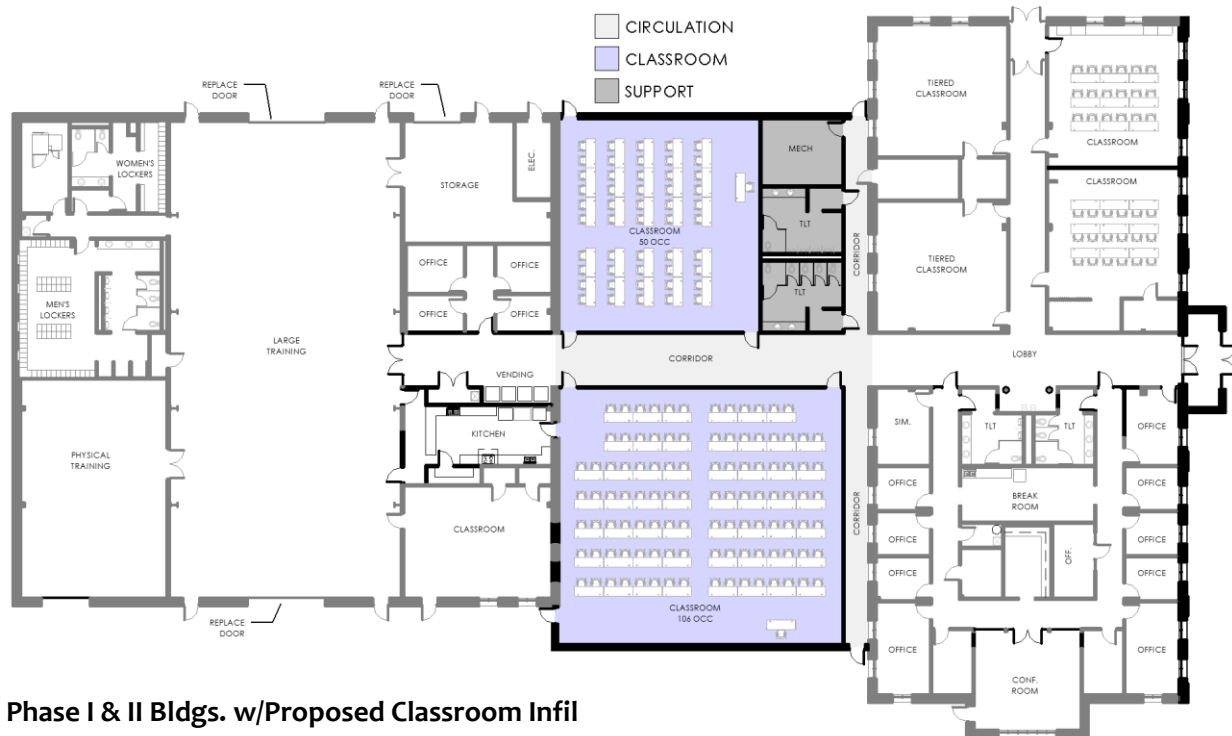 CIRCULATION
CLASSROOM
SUPPORT
REPLACE
DOOR
REPLACE
DOOR
WOMEN'S
LOCKERS
STORAGE
ELEC.
MECH
TIERED
CLASSROOM
CLASSROOM
CLASSROOM
CLASSROOM
50 OCC
TLT
CORRIDOR
TIERED
CLASSROOM
OFFICE
OFFICE
TLT
MEN'S
LOCKERS
OFFICE
OFFICE
LARGE
TRAINING
CORRIDOR
LOBBY
VENDING
SIM.
TLT
TLT
OFFICE
KITCHEN
PHYSICAL
TRAINING
OFFICE
BREAK
ROOM
OFFICE
CORRIDOR
CLASSROOM
OFFICE
OFFICE
OFF.
OFFICE
OFFICE
CLASSROOM
106 OCC
REPLACE
DOOR
OFFICE
OFFICE
CONF.
ROOM
Phase I & II Bldgs. w/Proposed Classroom Infil